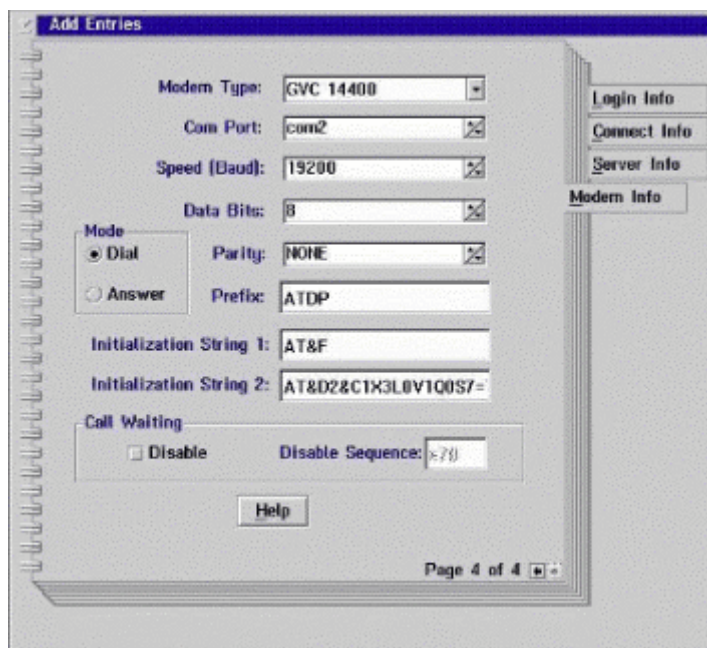 Add Entries
Modem Type: GVC 14400
Com Port: com2
Speed (Baud): 19200
Data Bits: 8
Mode
Dial
Answer
Parity: NONE
Prefix: ATDP
Initialization String 1: AT&F
Initialization String 2: AT&D2&C1X3L0V1Q0S7=
Call Waiting
Disable
Disable Sequence: *70
Help
Page 4 of 4
Login Info
Connect Info
Server Info
Modem Info